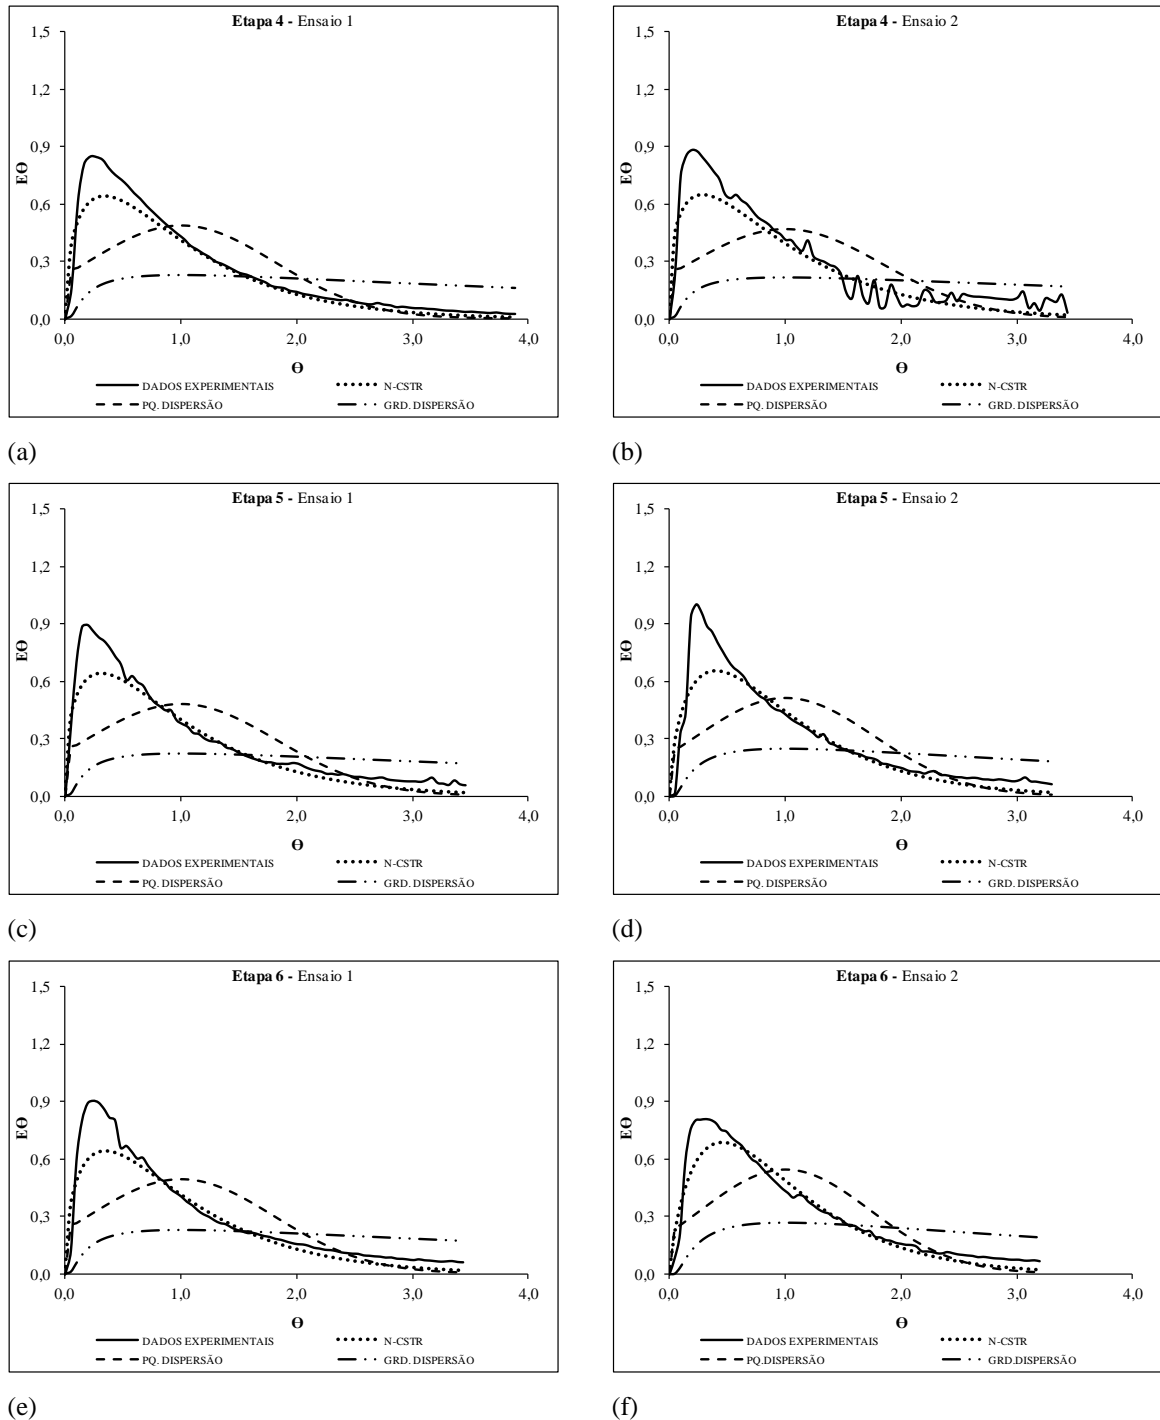 Etapa 4 - Ensaio 1
1,5
1,2
0,9
0,6
0,3
0,0
EΘ
0,0 1,0 2,0 3,0 4,0
Θ
DADOS EXPERIMENTAIS N-CSTR
PQ. DISPERSÃO GRD. DISPERSÃO
(a)
Etapa 4 - Ensaio 2
1,5
1,2
0,9
0,6
0,3
0,0
EΘ
0,0 1,0 2,0 3,0 4,0
Θ
DADOS EXPERIMENTAIS N-CSTR
PQ. DISPERSÃO GRD. DISPERSÃO
(b)
Etapa 5 - Ensaio 1
1,5
1,2
0,9
0,6
0,3
0,0
EΘ
0,0 1,0 2,0 3,0 4,0
Θ
DADOS EXPERIMENTAIS N-CSTR
PQ. DISPERSÃO GRD. DISPERSÃO
(c)
Etapa 5 - Ensaio 2
1,5
1,2
0,9
0,6
0,3
0,0
EΘ
0,0 1,0 2,0 3,0 4,0
Θ
DADOS EXPERIMENTAIS N-CSTR
PQ. DISPERSÃO GRD. DISPERSÃO
(d)
Etapa 6 - Ensaio 1
1,5
1,2
0,9
0,6
0,3
0,0
EΘ
0,0 1,0 2,0 3,0 4,0
Θ
DADOS EXPERIMENTAIS N-CSTR
PQ. DISPERSÃO GRD. DISPERSÃO
(e)
Etapa 6 - Ensaio 2
1,5
1,2
0,9
0,6
0,3
0,0
EΘ
0,0 1,0 2,0 3,0 4,0
Θ
DADOS EXPERIMENTAIS N-CSTR
PQ.DISPERSÃO GRD.DISPERSÃO
(f)